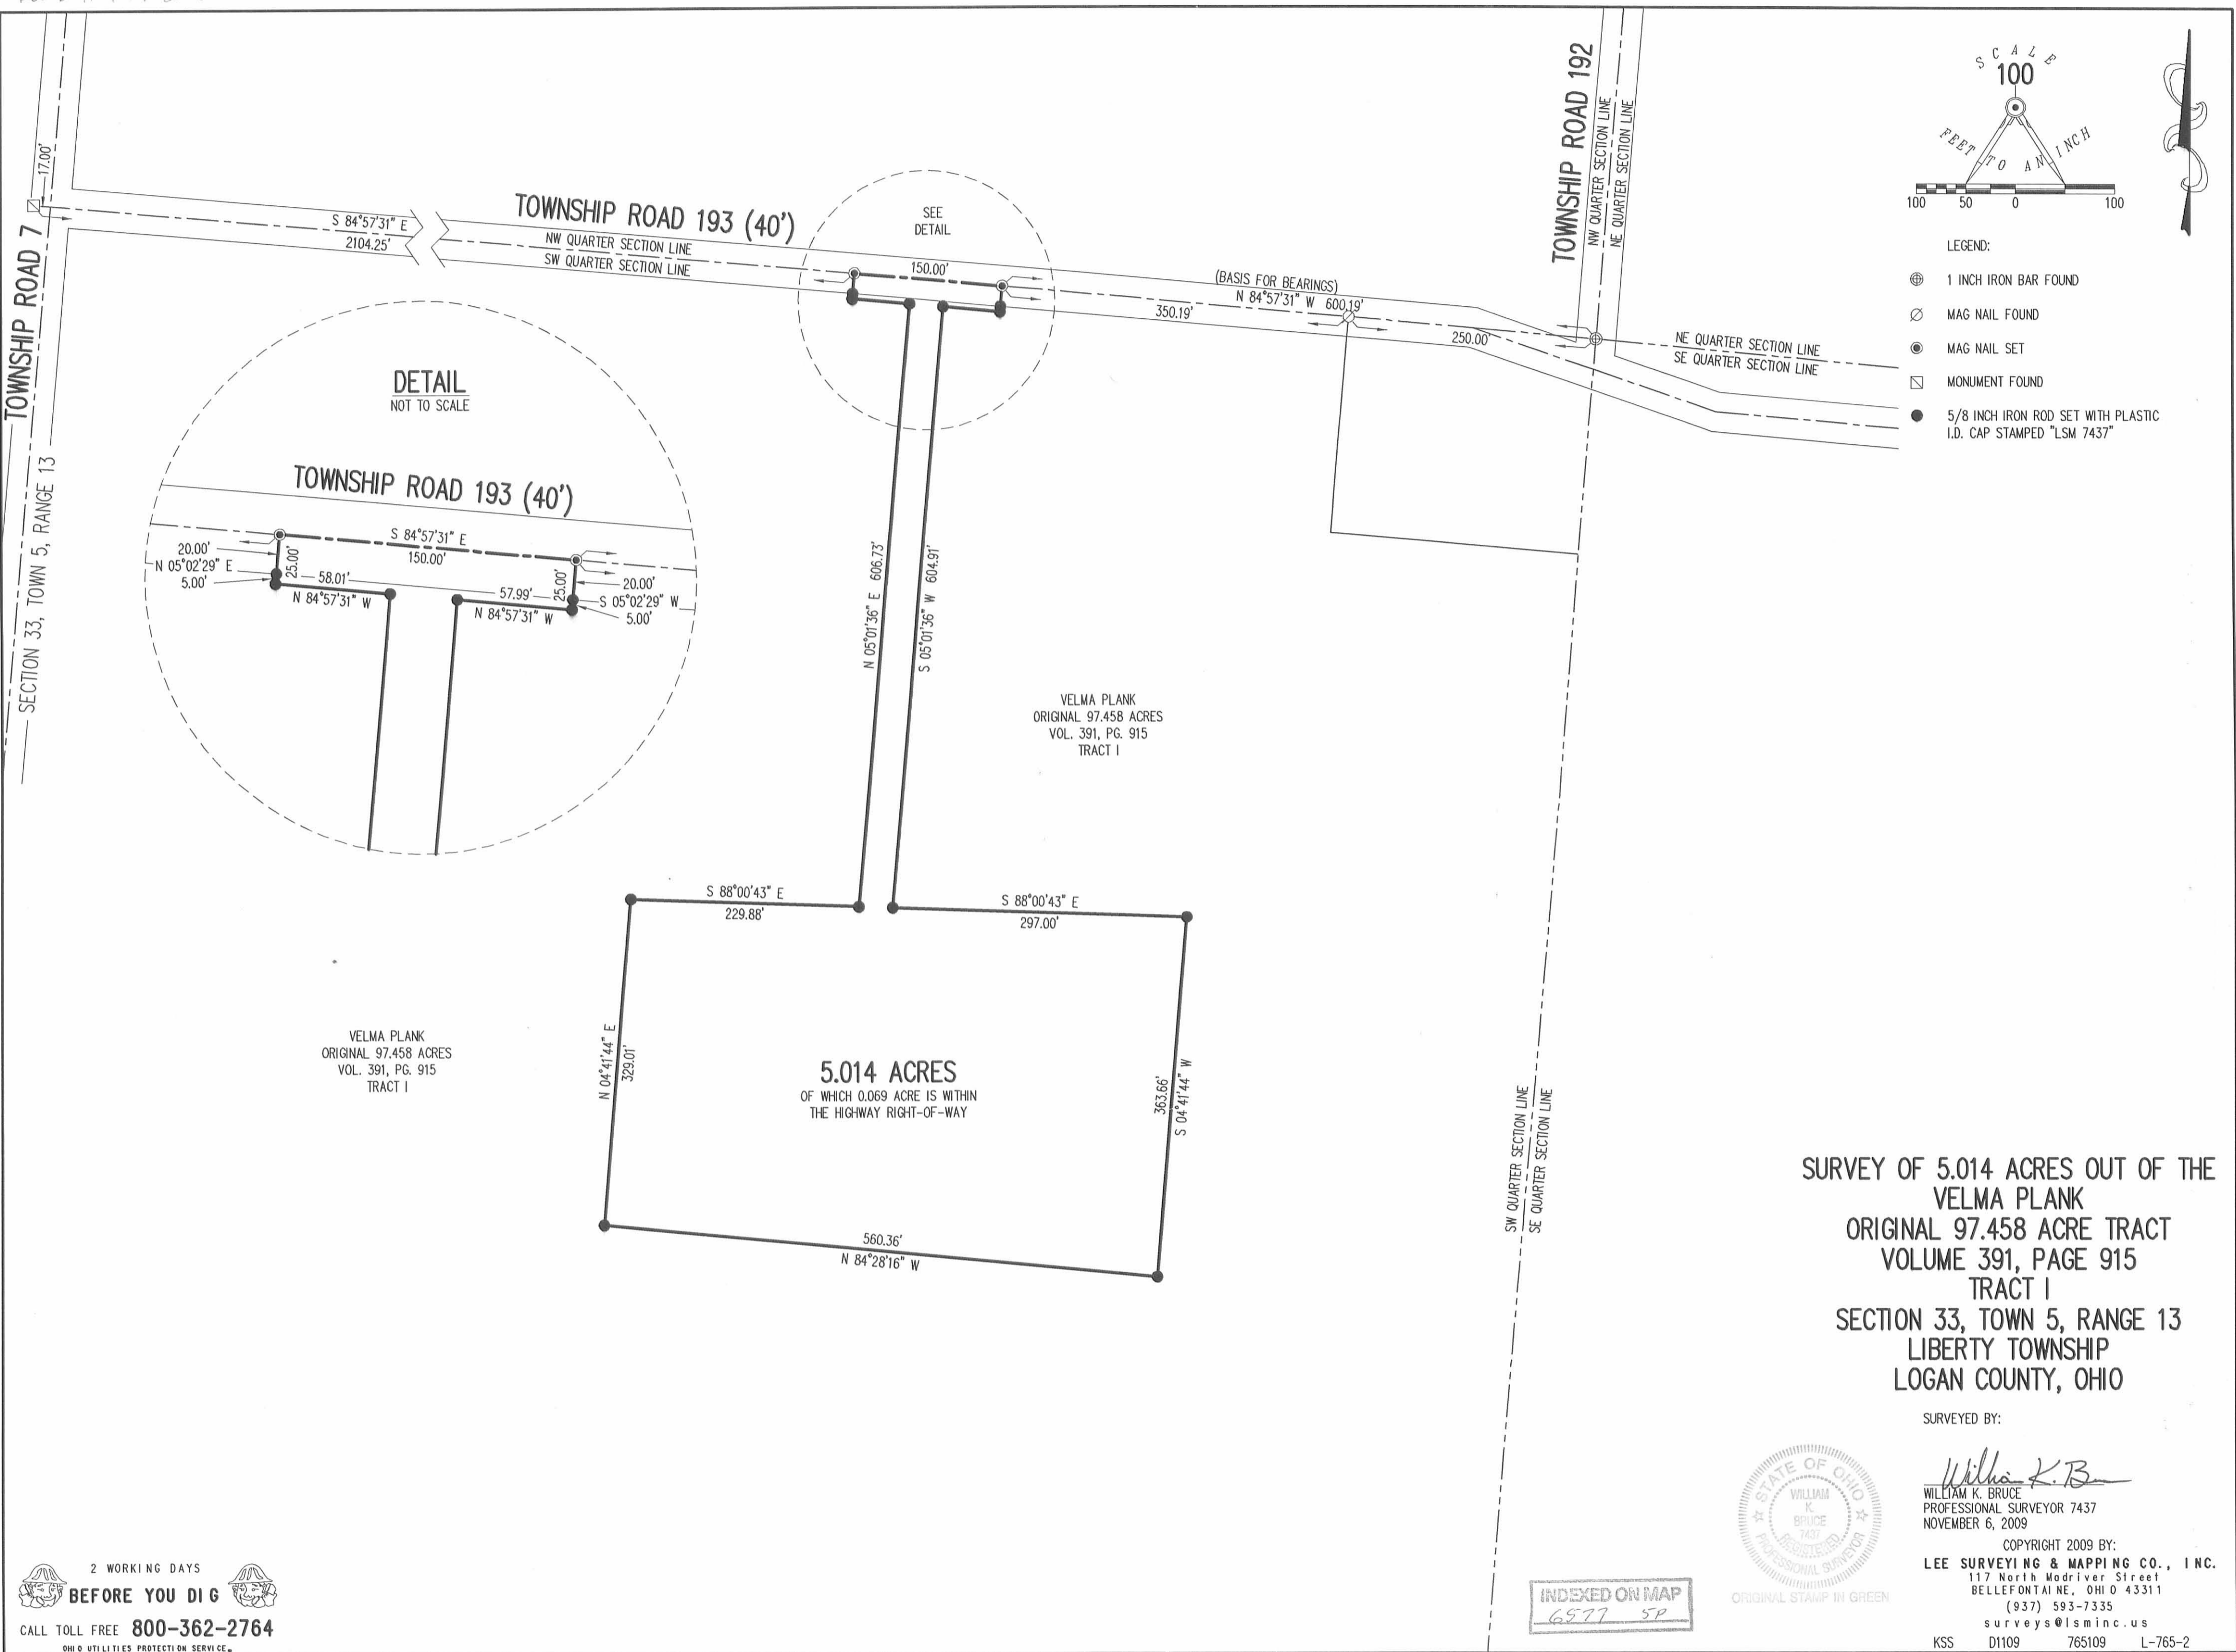 TOWNSHIP ROAD 7
17.00'
SECTION 33, TOWN 5, RANGE 13
S 84°57'31" E
2104.25'
TOWNSHIP ROAD 193 (40')
NW QUARTER SECTION LINE
SW QUARTER SECTION LINE
SEE
DETAIL
150.00'
(BASIS FOR BEARINGS)
N 84°57'31" W 600.19'
350.19'
250.00'
TOWNSHIP ROAD 192
NW QUARTER SECTION LINE
NE QUARTER SECTION LINE
NE QUARTER SECTION LINE
SE QUARTER SECTION LINE
SCALE
100
FEET TO AN INCH
100 50 0 100
LEGEND:
1 INCH IRON BAR FOUND
MAG NAIL FOUND
MAG NAIL SET
MONUMENT FOUND
5/8 INCH IRON ROD SET WITH PLASTIC
I.D. CAP STAMPED "LSM 7437"
DETAIL
NOT TO SCALE
TOWNSHIP ROAD 193 (40')
S 84°57'31" E
150.00'
20.00'
N 05°02'29" E
5.00'
25.00'
58.01'
N 84°57'31" W
57.99'
N 84°57'31" W
25.00'
20.00'
S 05°02'29" W
5.00'
N 05°01'36" E 606.73'
S 05°01'36" W 604.91'
VELMA PLANK
ORIGINAL 97.458 ACRES
VOL. 391, PG. 915
TRACT I
S 88°00'43" E
229.88'
S 88°00'43" E
297.00'
N 04°41'44" E
329.01'
VELMA PLANK
ORIGINAL 97.458 ACRES
VOL. 391, PG. 915
TRACT I
5.014 ACRES
OF WHICH 0.069 ACRE IS WITHIN
THE HIGHWAY RIGHT-OF-WAY
363.66'
S 04°41'44" W
560.36'
N 84°28'16" W
SW QUARTER SECTION LINE
SE QUARTER SECTION LINE
SURVEY OF 5.014 ACRES OUT OF THE
VELMA PLANK
ORIGINAL 97.458 ACRE TRACT
VOLUME 391, PAGE 915
TRACT I
SECTION 33, TOWN 5, RANGE 13
LIBERTY TOWNSHIP
LOGAN COUNTY, OHIO
SURVEYED BY:
William K. B
WILLIAM K. BRUCE
PROFESSIONAL SURVEYOR 7437
NOVEMBER 6, 2009
COPYRIGHT 2009 BY:
LEE SURVEYING & MAPPING CO., INC.
117 North Madriver Street
BELLEFONTAINE, OHIO 43311
(937) 593-7335
surveys@lsminc.us
KSS D1109 765109 L-765-2
STATE OF OHIO
WILLIAM
K.
BRUCE
7437
REGISTERED
PROFESSIONAL SURVEYOR
ORIGINAL STAMP IN GREEN
INDEXED ON MAP
6577 5P
2 WORKING DAYS
BEFORE YOU DIG
CALL TOLL FREE 800-362-2764
OHIO UTILITIES PROTECTION SERVICE